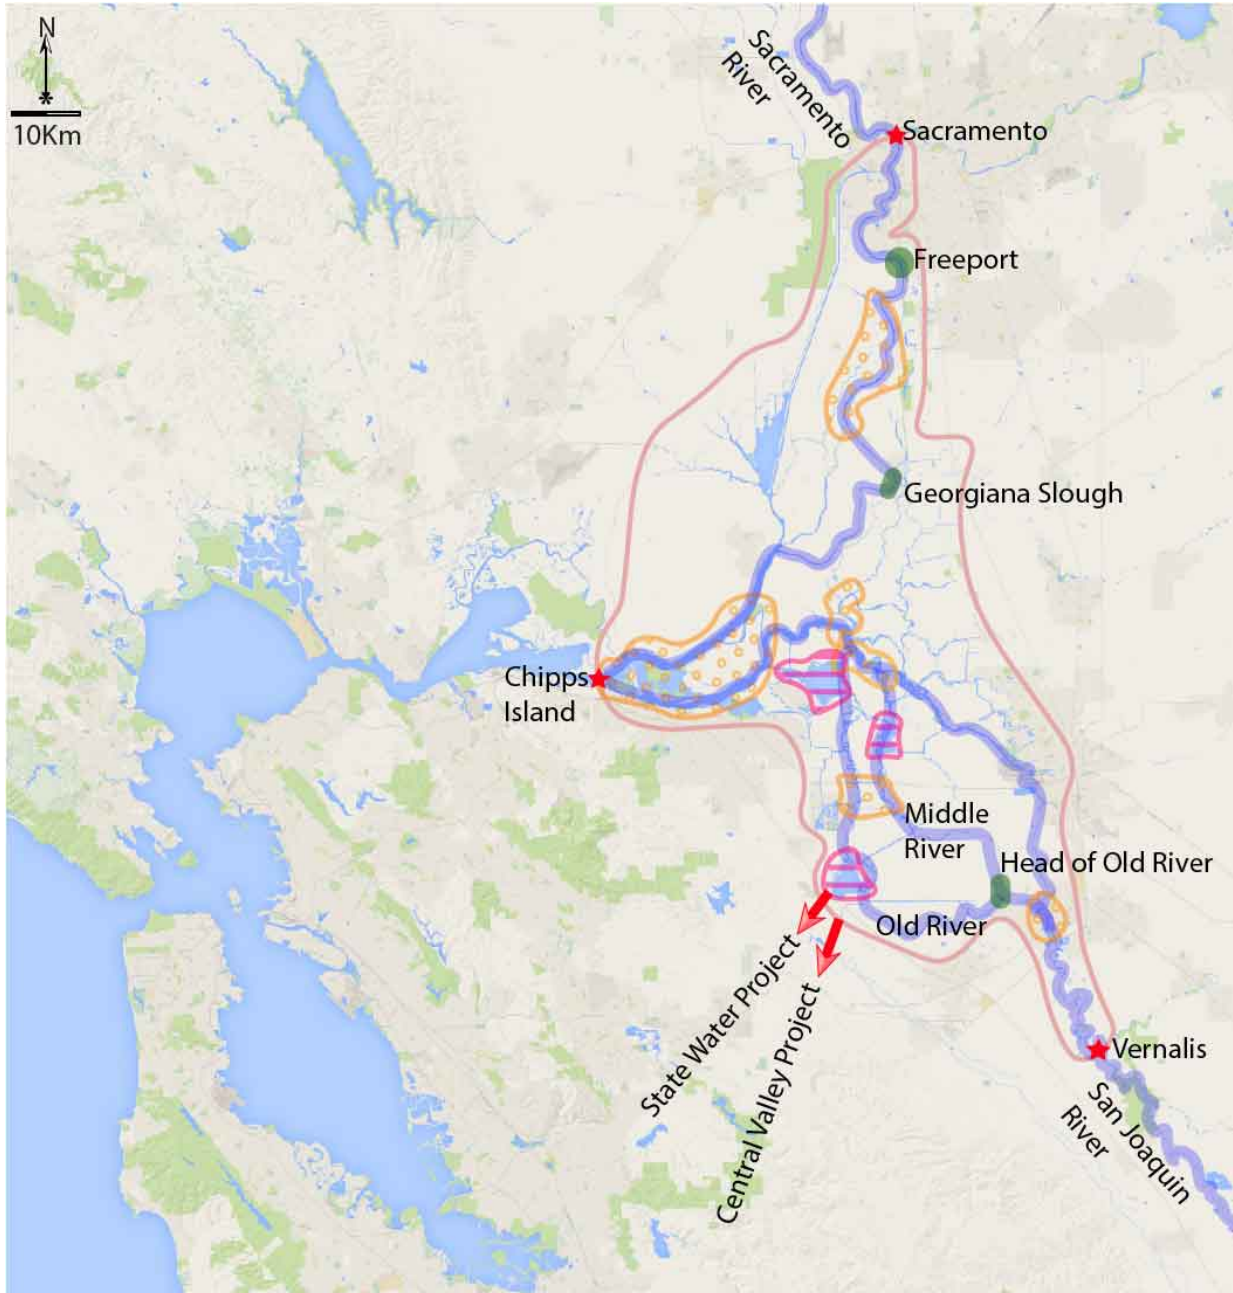 N
10Km
Sacramento
River
Sacramento
Freeport
Georgiana Slough
Chipps
Island
Middle
River
Head of Old River
Old River
State Water Project
Central Valley Project
Vernalis
San Joaquin
River